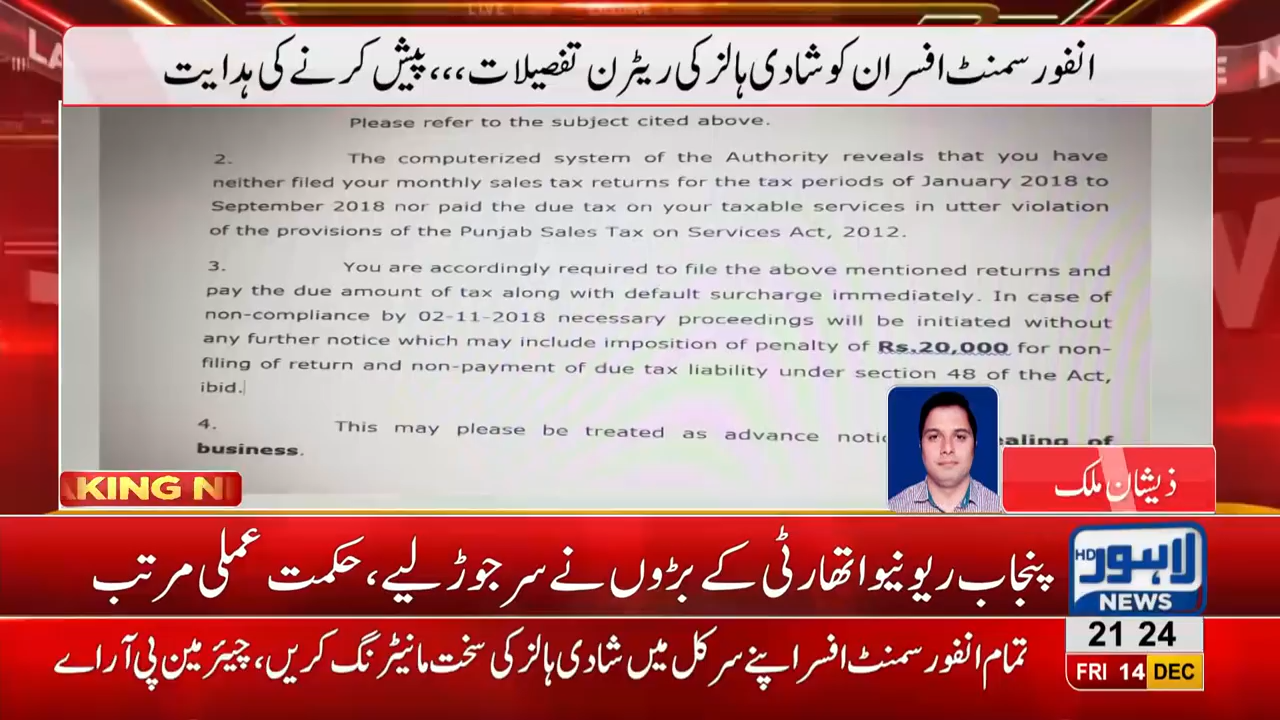 انفورسمنٹ افسران کو شادی ہالز کی ریٹرن تفصیلات،،، پیش کرنے کی ہدایت
Please refer to the subject cited above.
2. The computerized system of the Authority reveals that you have
neither filed your monthly sales tax returns for the tax periods of January 2018 to
September 2018 nor paid the due tax on your taxable services in utter violation
of the provisions of the Punjab Sales Tax on Services Act, 2012.
3. You are accordingly required to file the above mentioned returns and
pay the due amount of tax along with default surcharge immediately. In case of
non-compliance by 02-11-2018 necessary proceedings will be initiated without
any further notice which may include imposition of penalty of Rs.20,000 for non-
filing of return and non-payment of due tax liability under section 48 of the Act,
ibid.
4. This may please be treated as advance notic ealing of
business.
ذیشان ملک
AKING N
پنجاب ریونیو اتھارٹی کے بڑوں نے سر جوڑ لیے، حکمت عملی مرتب
لاہور HD
NEWS
تمام انفورسمنٹ افسر اپنے سرکل میں شادی ہالز کی سخت مانیٹرنگ کریں، چیئرمین پی آر اے
21 24
FRI 14 DEC